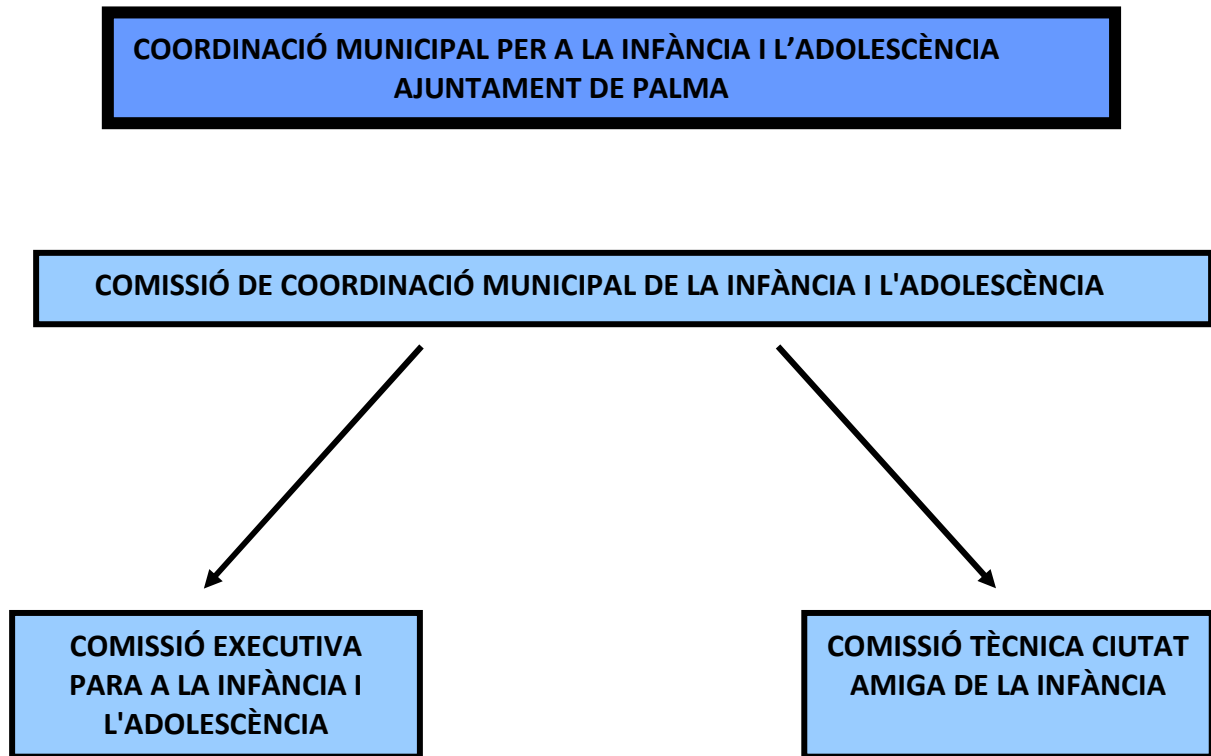 COORDINACIÓ MUNICIPAL PER A LA INFÀNCIA I L’ADOLESCÈNCIA
AJUNTAMENT DE PALMA
COMISSIÓ DE COORDINACIÓ MUNICIPAL DE LA INFÀNCIA I L'ADOLESCÈNCIA
COMISSIÓ EXECUTIVA
PARA A LA INFÀNCIA I
L'ADOLESCÈNCIA
COMISSIÓ TÈCNICA CIUTAT
AMIGA DE LA INFÀNCIA